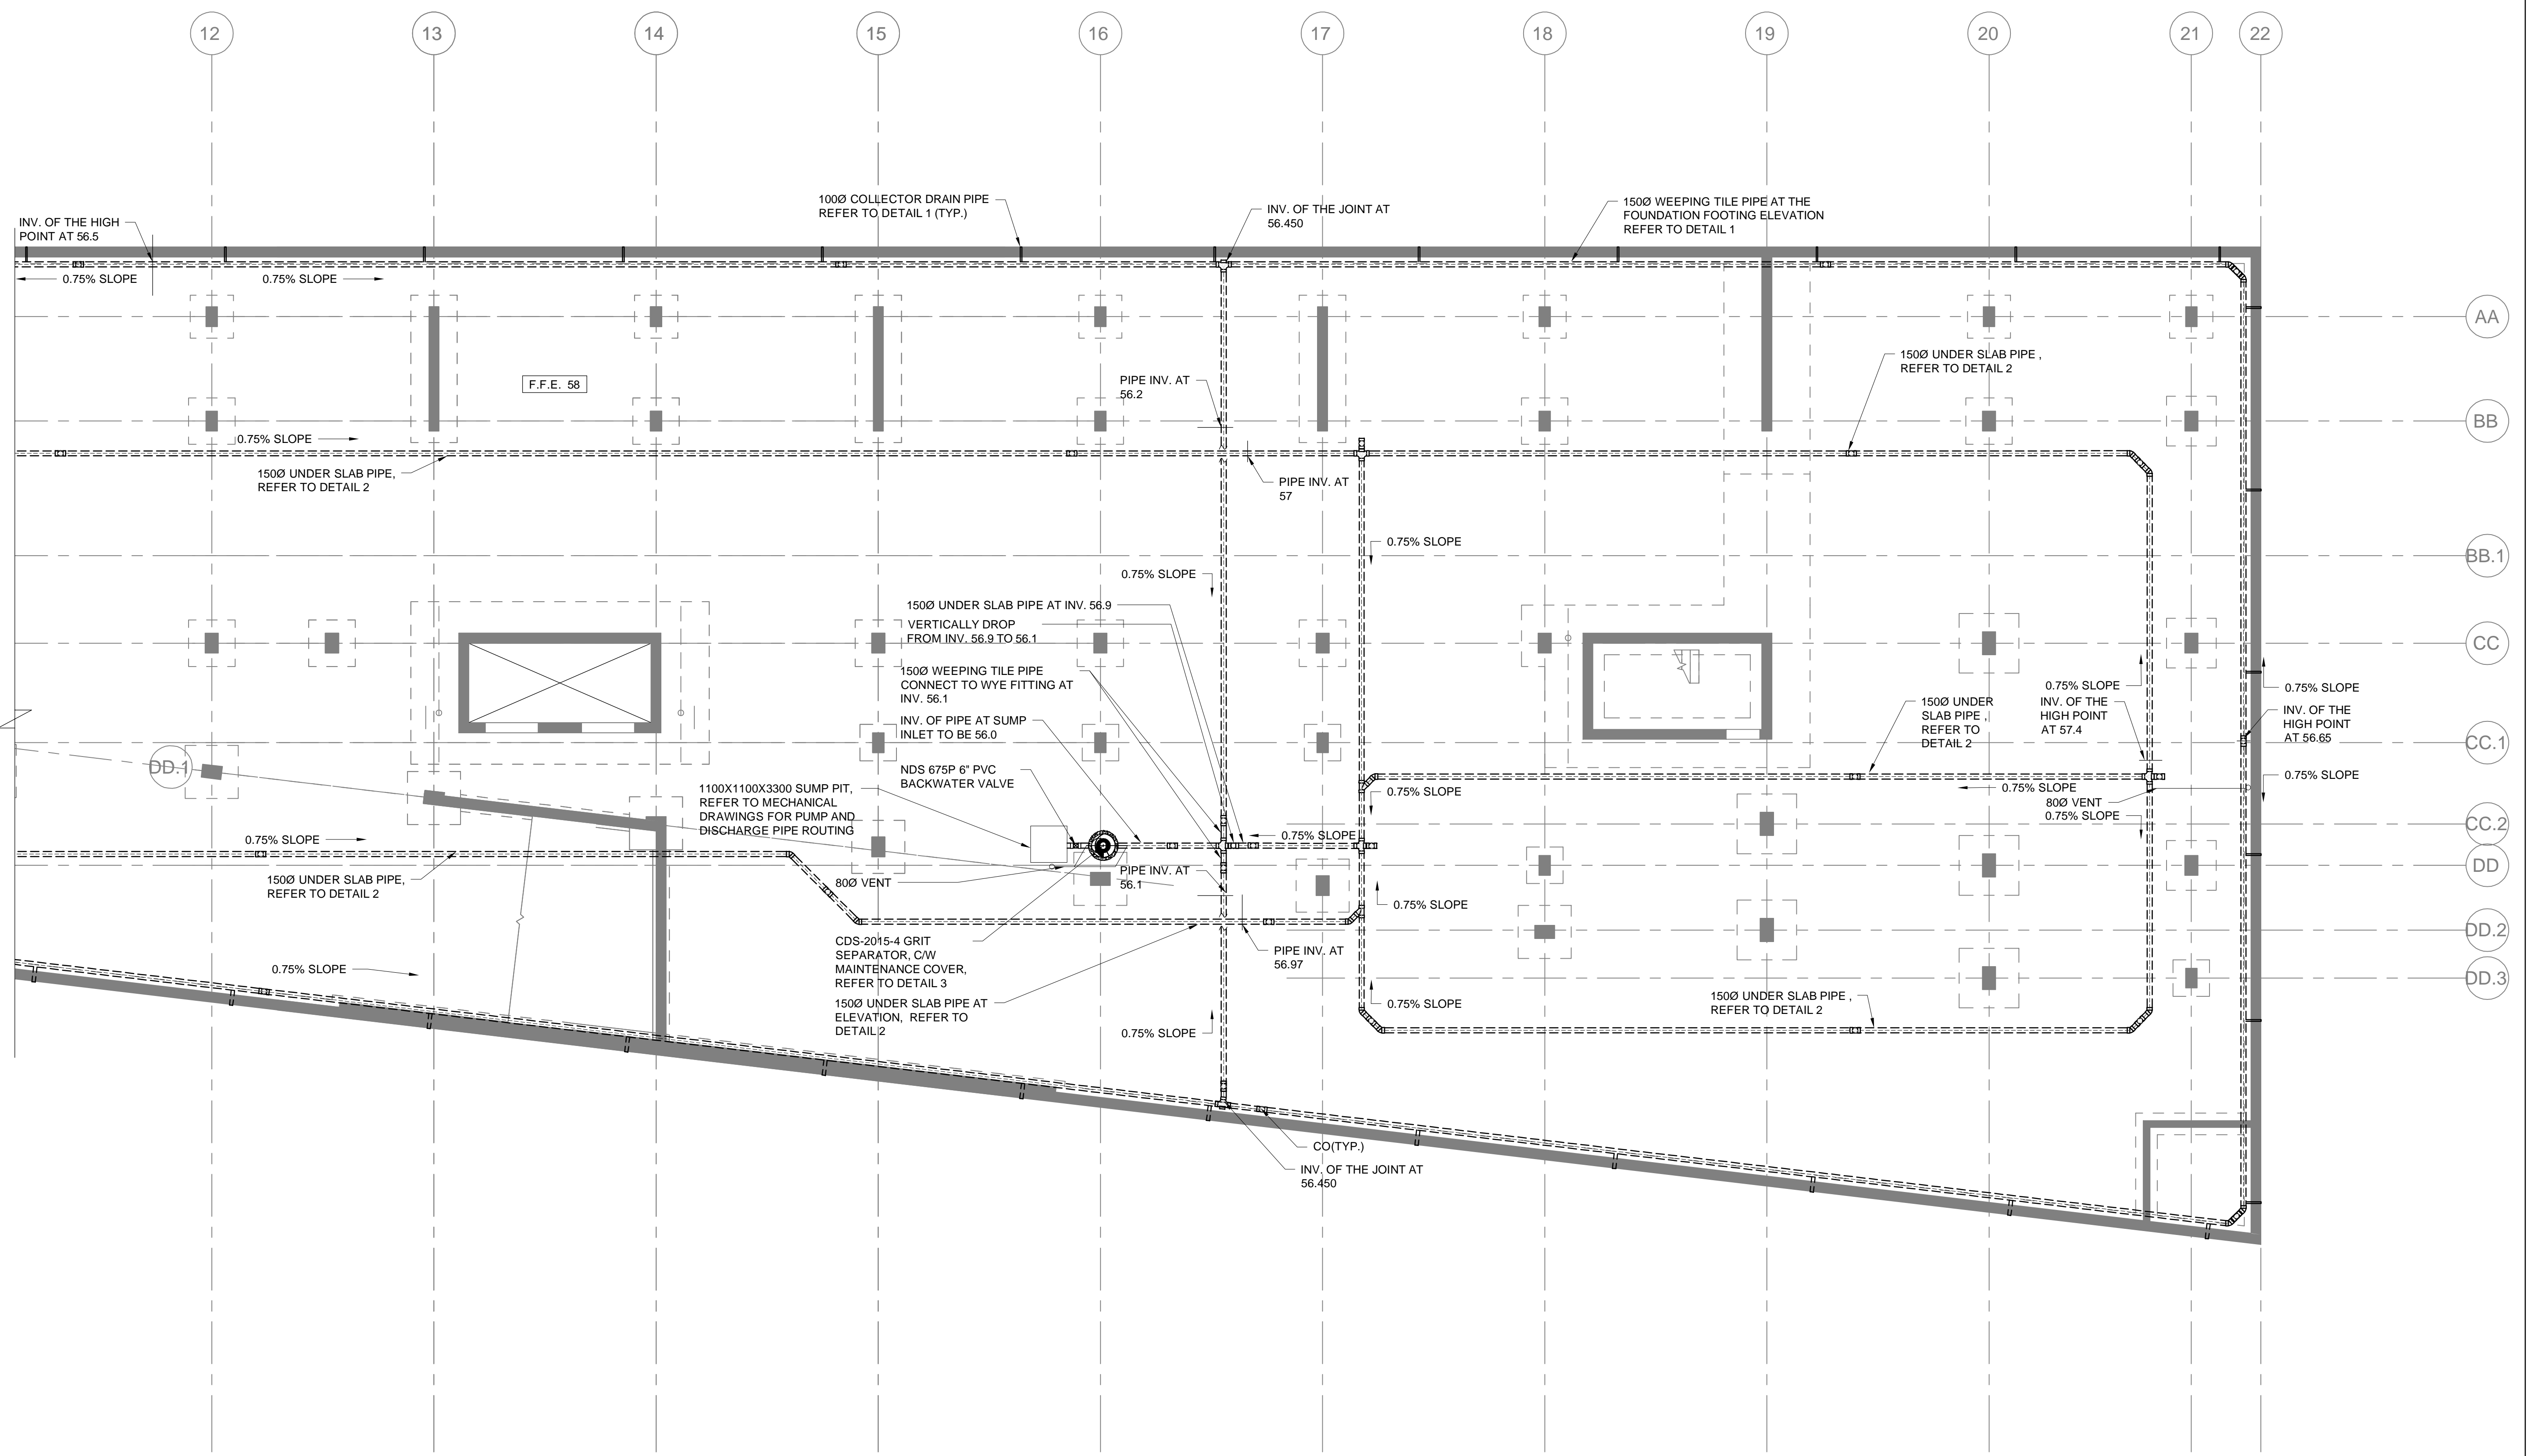 12
13
14
15
16
17
18
19
20
21
22
INV. OF THE HIGH
POINT AT 56.5
100Ø COLLECTOR DRAIN PIPE
REFER TO DETAIL 1 (TYP.)
INV. OF THE JOINT AT
56.450
150Ø WEEPING TILE PIPE AT THE
FOUNDATION FOOTING ELEVATION
REFER TO DETAIL 1
0.75% SLOPE
0.75% SLOPE
AA
F.F.E. 58
PIPE INV. AT
56.2
150Ø UNDER SLAB PIPE ,
REFER TO DETAIL 2
BB
0.75% SLOPE
150Ø UNDER SLAB PIPE,
REFER TO DETAIL 2
PIPE INV. AT
57
0.75% SLOPE
BB.1
0.75% SLOPE
150Ø UNDER SLAB PIPE AT INV. 56.9
VERTICALLY DROP
FROM INV. 56.9 TO 56.1
CC
150Ø WEEPING TILE PIPE
CONNECT TO WYE FITTING AT
INV. 56.1
INV. OF PIPE AT SUMP
INLET TO BE 56.0
0.75% SLOPE
0.75% SLOPE
150Ø UNDER
SLAB PIPE ,
REFER TO
DETAIL 2
INV. OF THE
HIGH POINT
AT 57.4
INV. OF THE
HIGH POINT
AT 56.65
CC.1
DD.1
NDS 675P 6" PVC
BACKWATER VALVE
0.75% SLOPE
1100X1100X3300 SUMP PIT,
REFER TO MECHANICAL
DRAWINGS FOR PUMP AND
DISCHARGE PIPE ROUTING
0.75% SLOPE
0.75% SLOPE
80Ø VENT
0.75% SLOPE
CC.2
0.75% SLOPE
0.75% SLOPE
DD
150Ø UNDER SLAB PIPE,
REFER TO DETAIL 2
80Ø VENT
PIPE INV. AT
56.1
0.75% SLOPE
DD.2
CDS-2015-4 GRIT
SEPARATOR, C/W
MAINTENANCE COVER,
REFER TO DETAIL 3
PIPE INV. AT
56.97
0.75% SLOPE
DD.3
150Ø UNDER SLAB PIPE AT
ELEVATION, REFER TO
DETAIL 2
0.75% SLOPE
150Ø UNDER SLAB PIPE ,
REFER TO DETAIL 2
0.75% SLOPE
CO(TYP.)
INV. OF THE JOINT AT
56.450